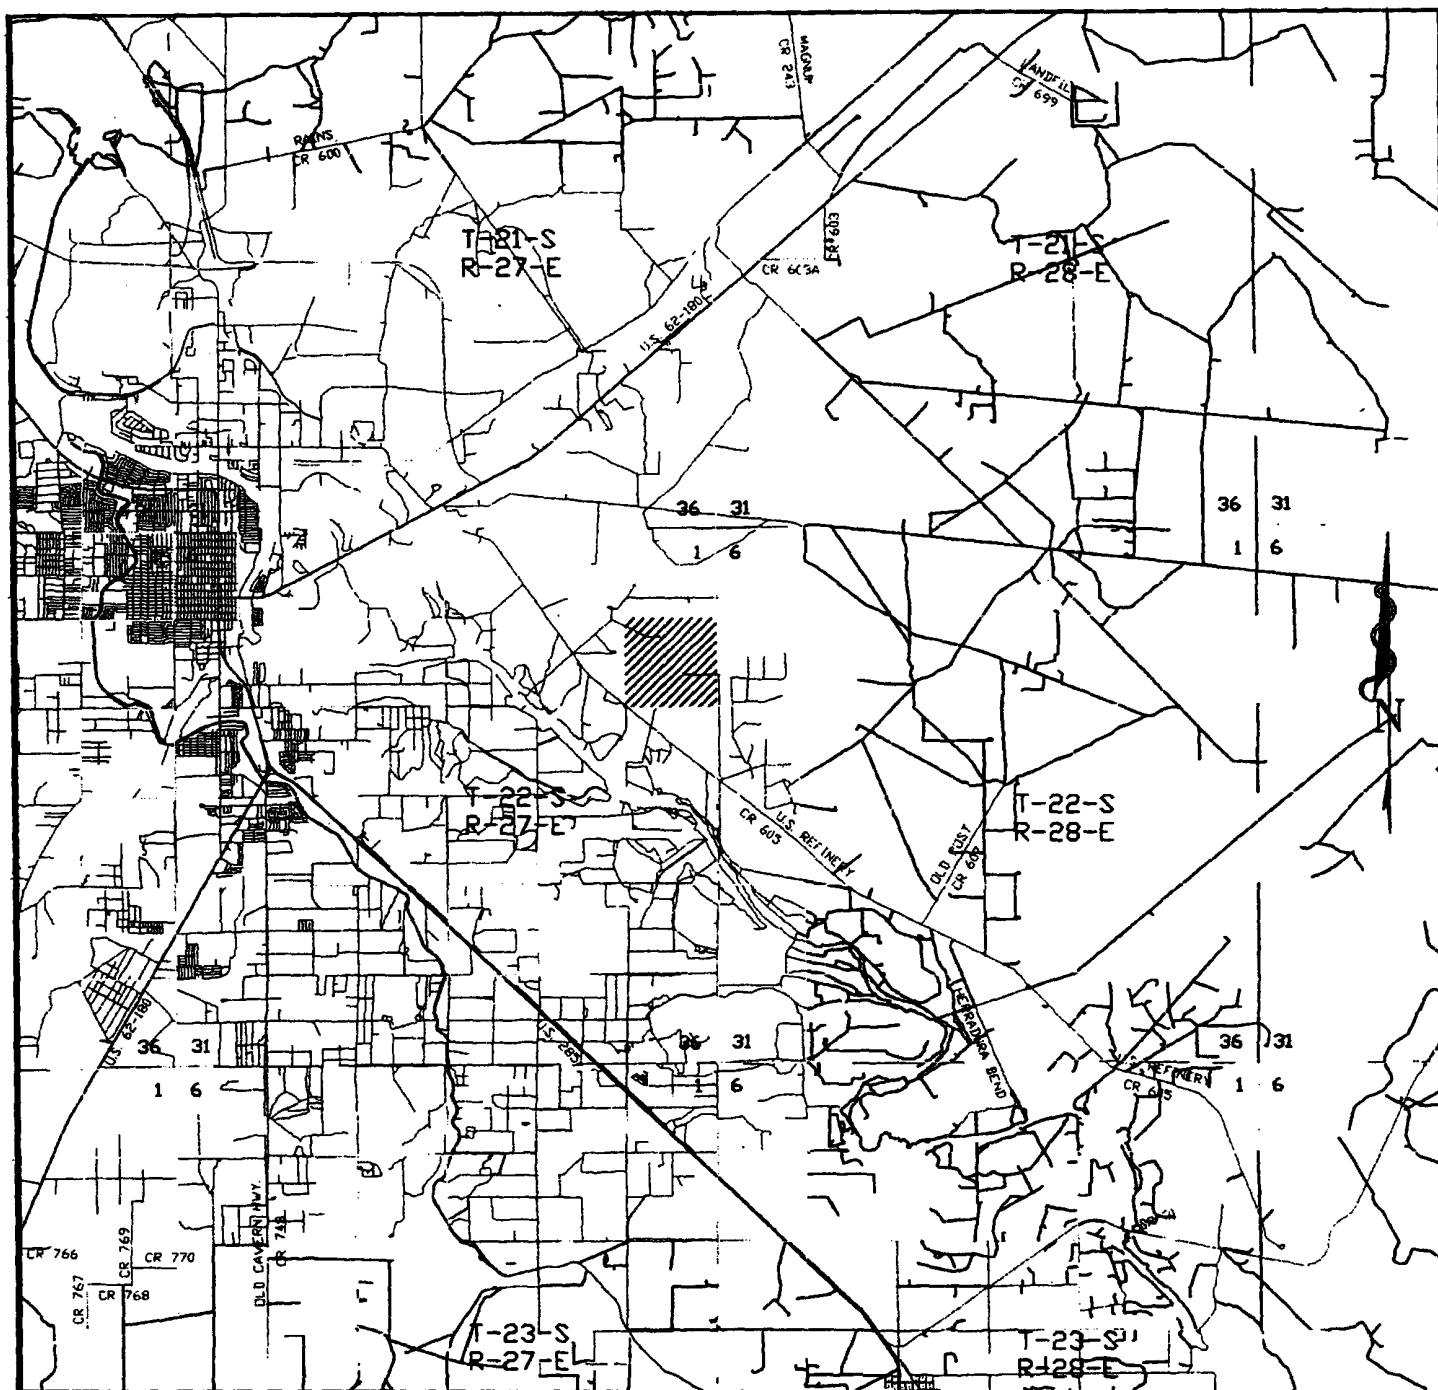 MAGNUM
CR 243
LANDFILL
CR 699
RAINS
CR 600
T-21-S
R-27-E
CR 603
T-21-S
R-28-E
CR 603A
U.S. 62-180
36 31
1 6
36 31
1 6
N
T-22-S
R-27-E
U.S. REFINERY
CR 605
T-22-S
R-28-E
OLD
CR 602
HERRADURA BEND
U.S. 62-180
U.S. 285
36 31
1 6
36 31
6
36 31
1 6
REFINERY
CR 605
CR 766
CR 769
CR 770
CR 767
CR 768
OLD CAVERN HWY.
CR 748
T-23-S
R-27-E
T-23-S
R-28-E